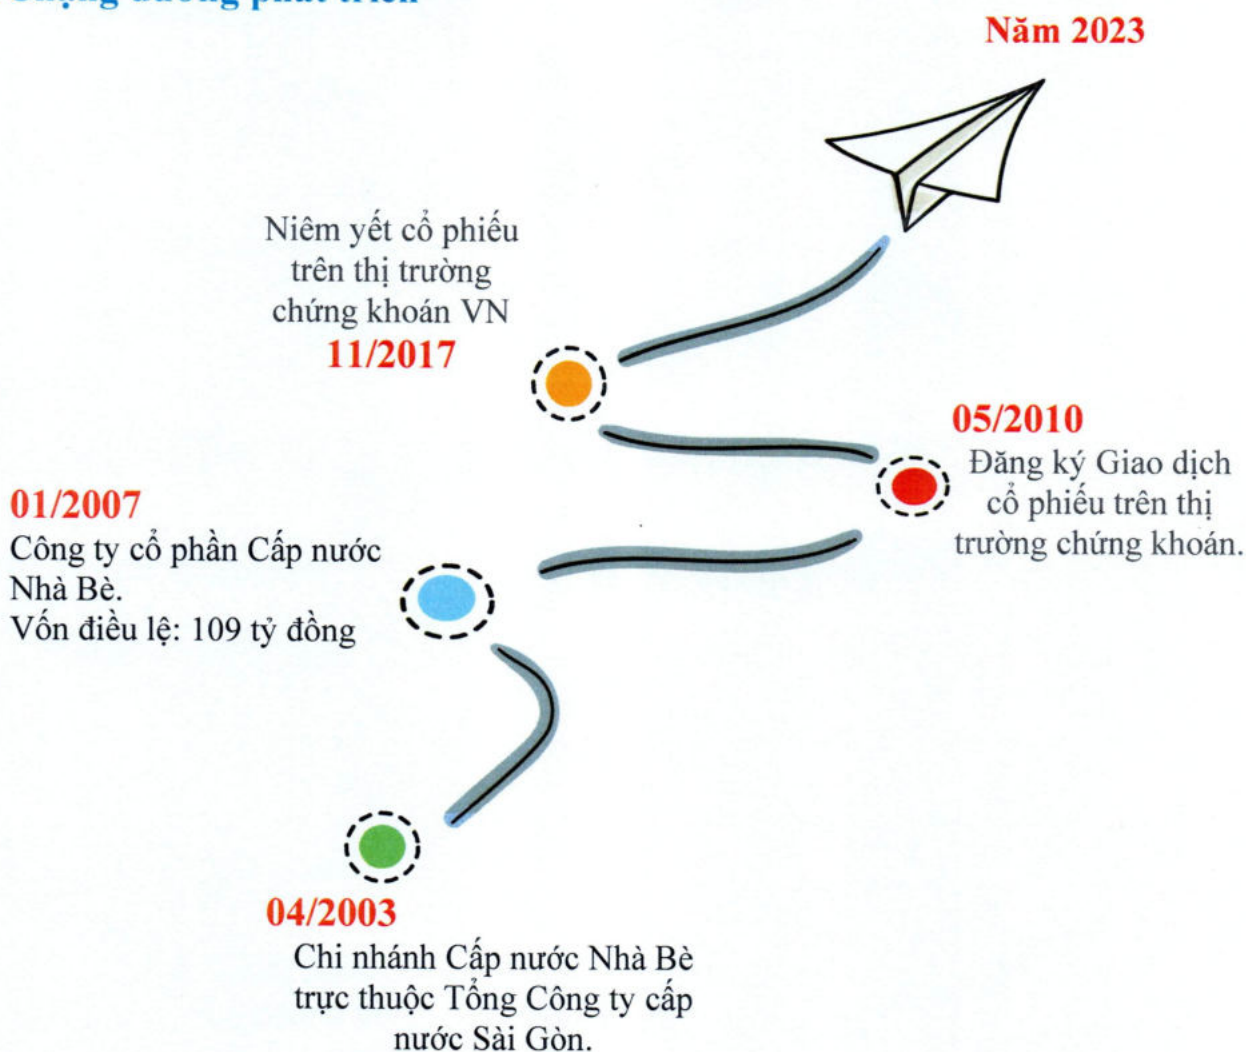 Năm 2023
Niêm yết cổ phiếu
trên thị trường
chứng khoán VN
11/2017
05/2010
Đăng ký Giao dịch
cổ phiếu trên thị
trường chứng khoán.
01/2007
Công ty cổ phần Cấp nước
Nhà Bè.
Vốn điều lệ: 109 tỷ đồng
04/2003
Chi nhánh Cấp nước Nhà Bè
trực thuộc Tổng Công ty cấp
nước Sài Gòn.